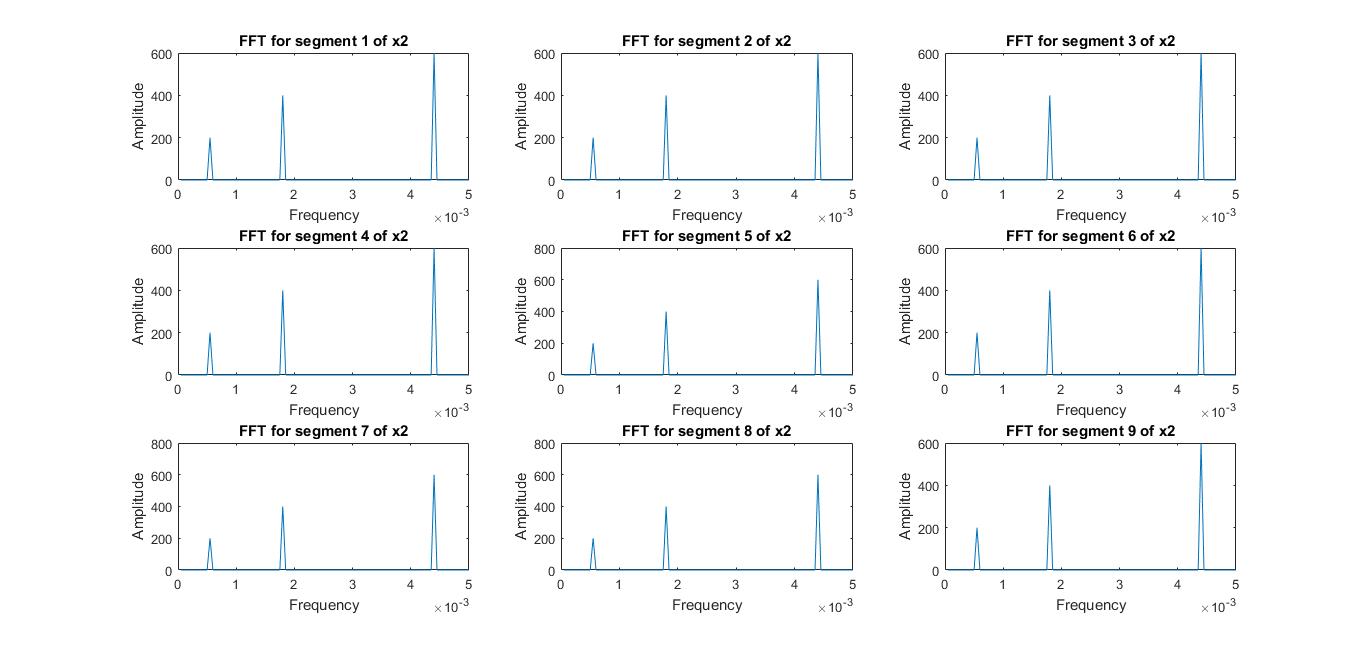 FFT for segment 1 of x2
600
400
200
0
Amplitude
0 1 2 3 4 5
Frequency
×10-3
FFT for segment 2 of x2
600
400
200
0
Amplitude
0 1 2 3 4 5
Frequency
×10-3
FFT for segment 3 of x2
600
400
200
0
Amplitude
0 1 2 3 4 5
Frequency
×10-3
FFT for segment 4 of x2
600
400
200
0
Amplitude
0 1 2 3 4 5
Frequency
×10-3
FFT for segment 5 of x2
800
600
400
200
0
Amplitude
0 1 2 3 4 5
Frequency
×10-3
FFT for segment 6 of x2
600
400
200
0
Amplitude
0 1 2 3 4 5
Frequency
×10-3
FFT for segment 7 of x2
800
600
400
200
0
Amplitude
0 1 2 3 4 5
Frequency
×10-3
FFT for segment 8 of x2
800
600
400
200
0
Amplitude
0 1 2 3 4 5
Frequency
×10-3
FFT for segment 9 of x2
600
400
200
0
Amplitude
0 1 2 3 4 5
Frequency
×10-3